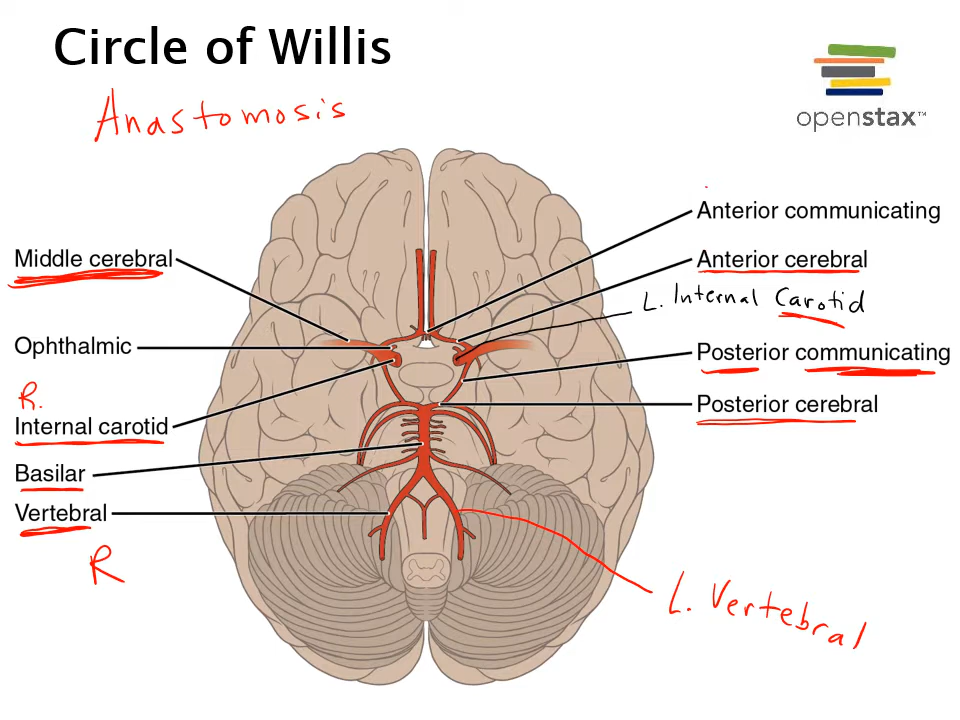 Circle of Willis
Anastomosis
openstax™
Anterior communicating
Middle cerebral
Anterior cerebral
L. Internal Carotid
Ophthalmic
Posterior communicating
R.
Internal carotid
Posterior cerebral
Basilar
Vertebral
R
L. Vertebral